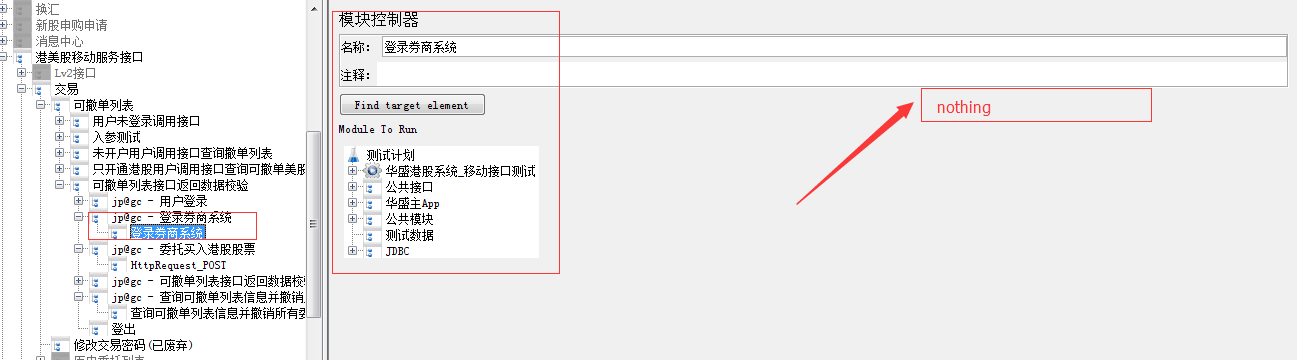 换汇
新股申购申请
消息中心
港美股移动服务接口
Lv2接口
交易
可撤单列表
用户未登录调用接口
入参测试
未开户用户调用接口查询撤单列表
只开通港股用户调用接口查询可撤单美股
可撤单列表接口返回数据校验
jp@gc - 用户登录
jp@gc - 登录券商系统
登录券商系统
jp@gc - 委托买入港股股票
HttpRequest_POST
jp@gc - 可撤单列表接口返回数据校
jp@gc - 查询可撤单列表信息并撤销
查询可撤单列表信息并撤销所有委
登出
修改交易密码(已废弃)
历史委托列表
模块控制器
名称: 登录券商系统
注释:
Find target element
Module To Run
测试计划
华盛港股系统_移动接口测试
公共接口
华盛主App
公共模块
测试数据
JDBC
nothing